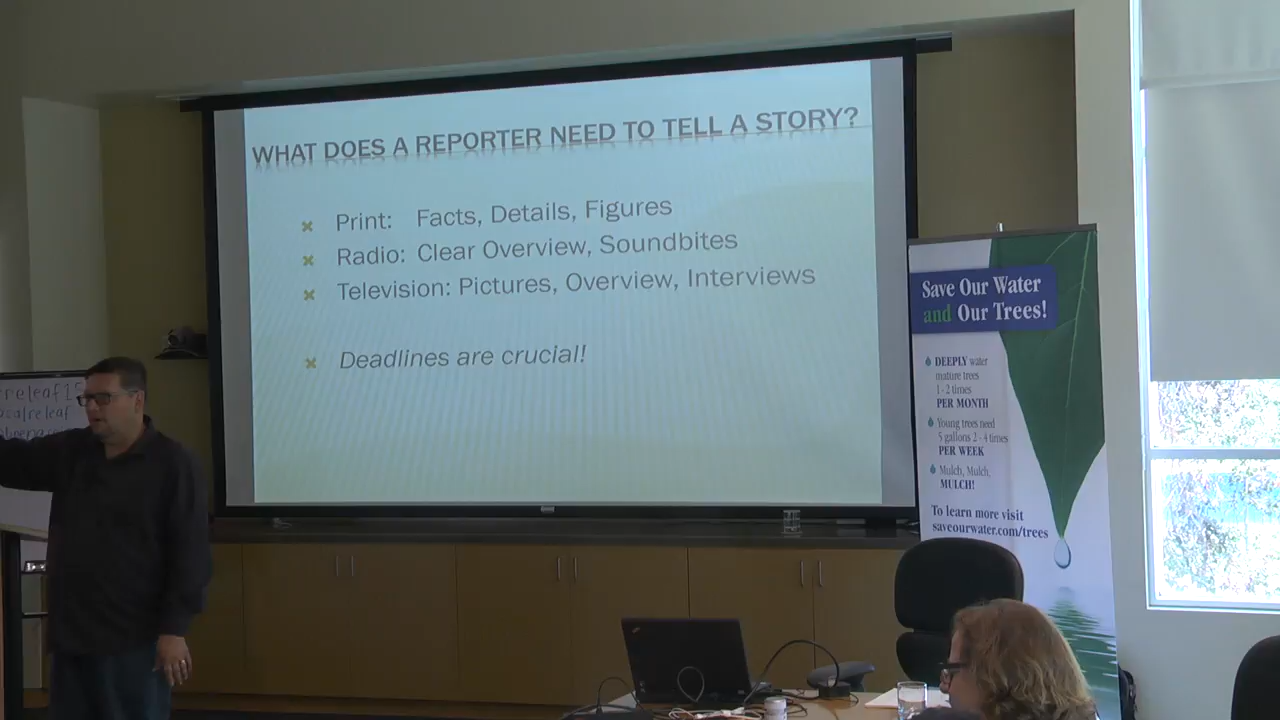 WHAT DOES A REPORTER NEED TO TELL A STORY?
Print: Facts, Details, Figures
Radio: Clear Overview, Soundbites
Television: Pictures, Overview, Interviews
Deadlines are crucial!
Save Our Water
and Our Trees!
DEEPLY water
mature trees
1-2 times
PER MONTH
Young trees need
5 gallons 2-4 times
PER WEEK
Mulch, Mulch,
MULCH!
To learn more visit
saveourwater.com/trees